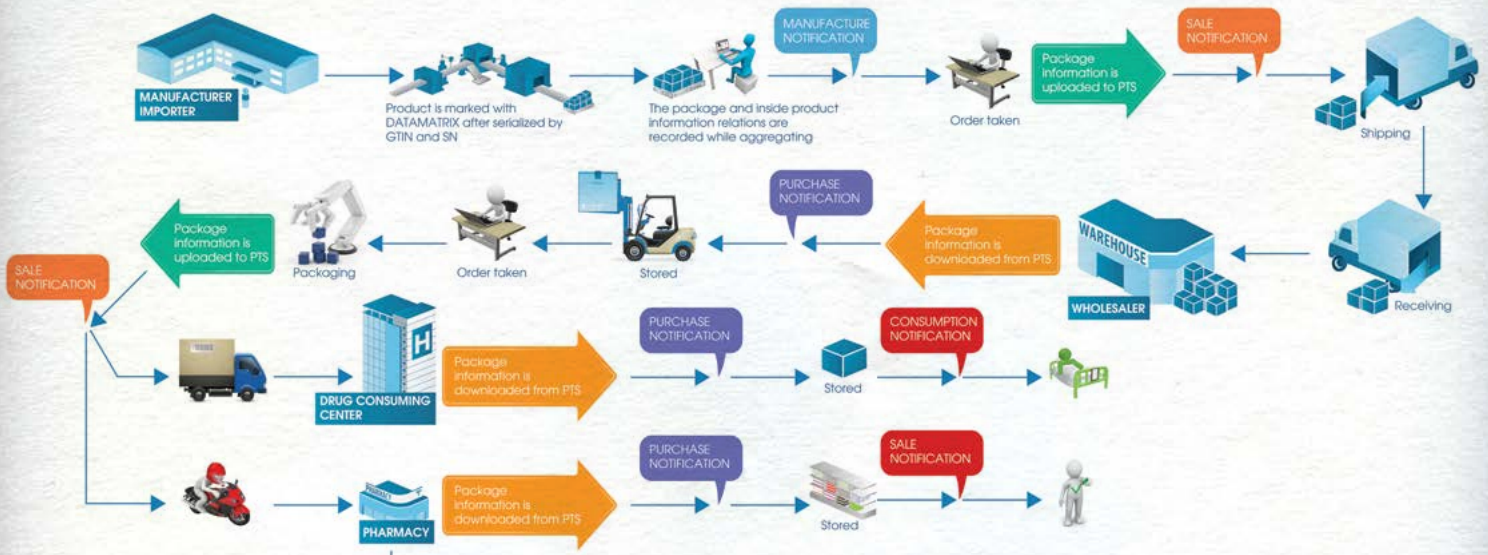 MANUFACTURE
NOTIFICATION
SALE
NOTIFICATION
Package
information is
uploaded to PTS
MANUFACTURER
IMPORTER
Product is marked with
DATAMATRIX after serialized by
GTIN and SN
The package and inside product
information relations are
recorded while aggregating
Order taken
Shipping
PURCHASE
NOTIFICATION
Package
information is
uploaded to PTS
Packaging
Order taken
Stored
Package
information is
downloaded from PTS
WAREHOUSE
WHOLESALER
Receiving
SALE
NOTIFICATION
H
DRUG CONSUMING
CENTER
Package
information is
downloaded from PTS
PURCHASE
NOTIFICATION
Stored
CONSUMPTION
NOTIFICATION
PHARMACY
PHARMACY
Package
information is
downloaded from PTS
PURCHASE
NOTIFICATION
Stored
SALE
NOTIFICATION